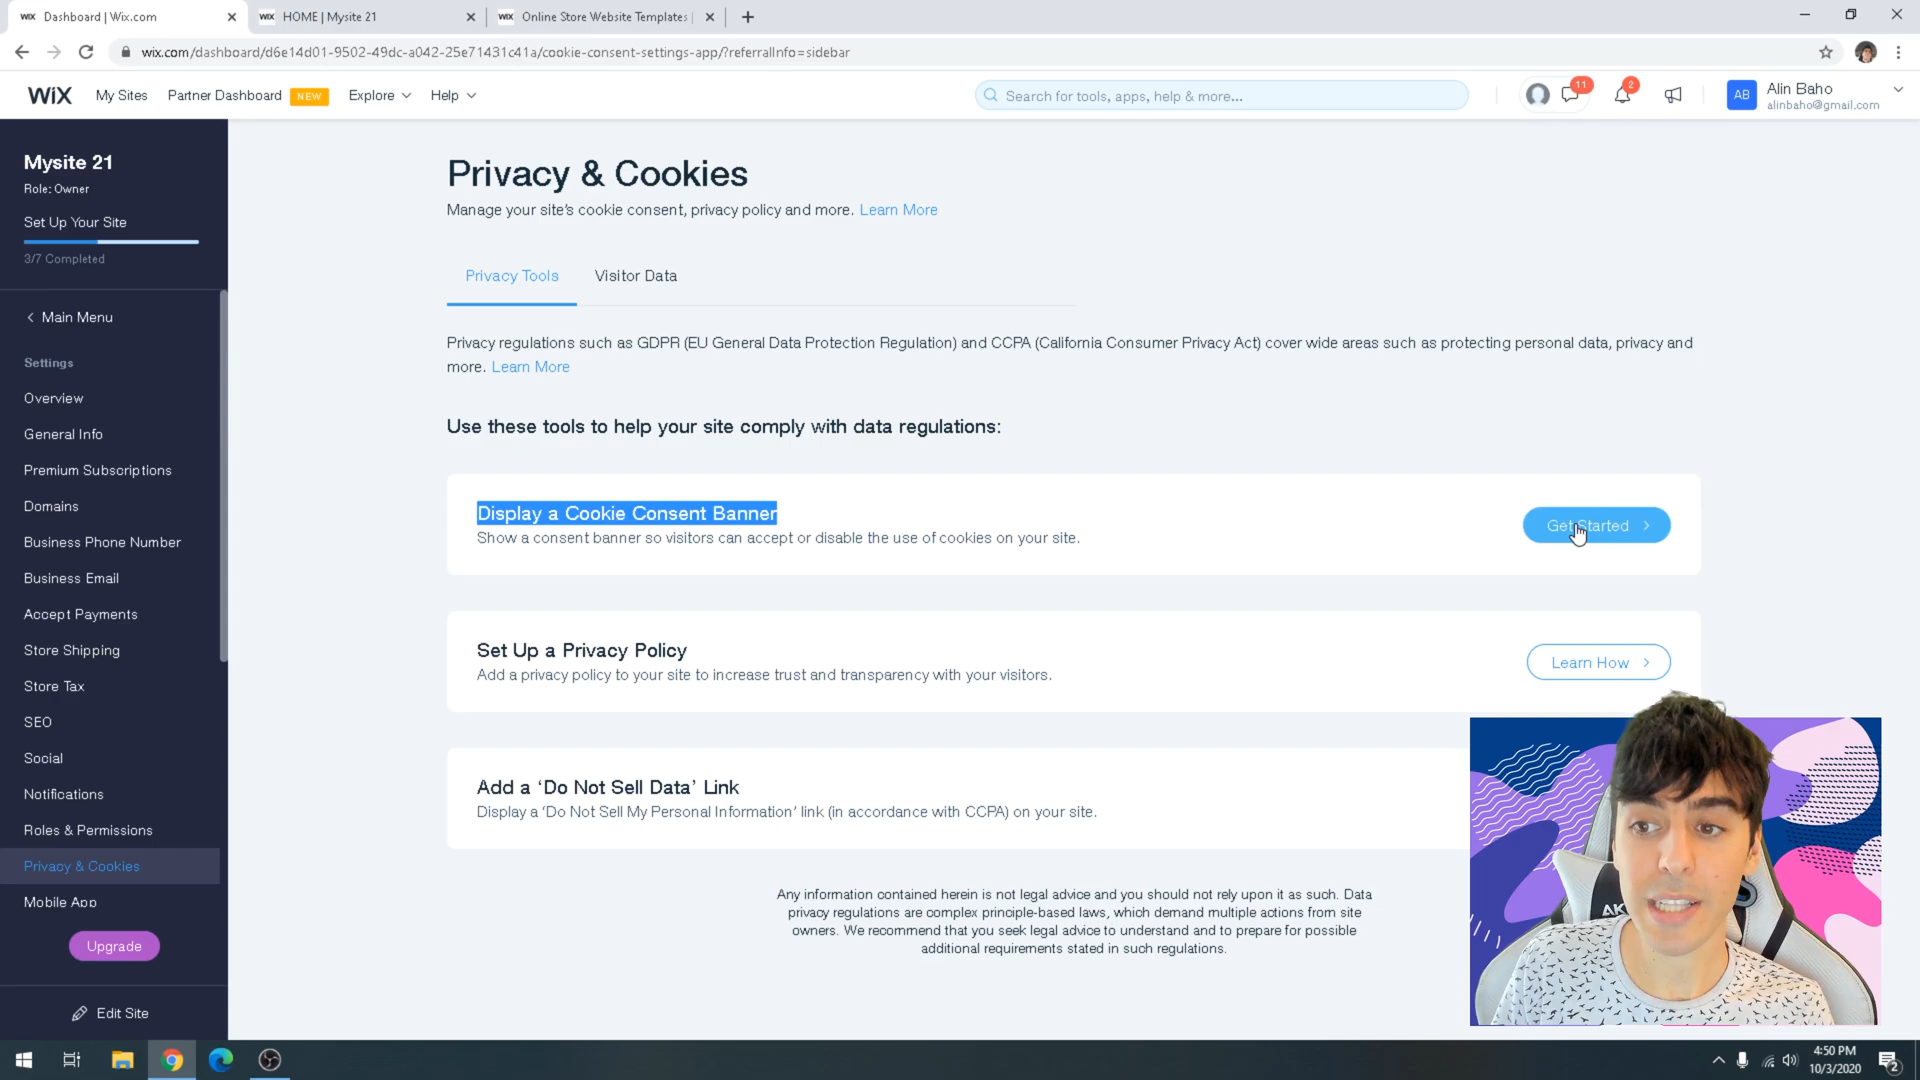 WiX Dashboard | Wix.com
WiX HOME | Mysite 21
WiX Online Store Website Templates |
wix.com/dashboard/d6e14d01-9502-49dc-a042-25e71431c41a/cookie-consent-settings-app/?referralInfo=sidebar
WiX My Sites Partner Dashboard NEW Explore Help
Search for tools, apps, help & more...
11
2
AB Alin Baho
alinbaho@gmail.com
Mysite 21
Role: Owner
Set Up Your Site
3/7 Completed
Main Menu
Settings
Overview
General Info
Premium Subscriptions
Domains
Business Phone Number
Business Email
Accept Payments
Store Shipping
Store Tax
SEO
Social
Notifications
Roles & Permissions
Privacy & Cookies
Mobile App
Upgrade
Edit Site
Privacy & Cookies
Manage your site's cookie consent, privacy policy and more. Learn More
Privacy Tools Visitor Data
Privacy regulations such as GDPR (EU General Data Protection Regulation) and CCPA (California Consumer Privacy Act) cover wide areas such as protecting personal data, privacy and
more. Learn More
Use these tools to help your site comply with data regulations:
Display a Cookie Consent Banner
Show a consent banner so visitors can accept or disable the use of cookies on your site.
Get Started
Set Up a Privacy Policy
Add a privacy policy to your site to increase trust and transparency with your visitors.
Learn How
Add a ‘Do Not Sell Data’ Link
Display a ‘Do Not Sell My Personal Information’ link (in accordance with CCPA) on your site.
Any information contained herein is not legal advice and you should not rely upon it as such. Data
privacy regulations are complex principle-based laws, which demand multiple actions from site
owners. We recommend that you seek legal advice to understand and to prepare for possible
additional requirements stated in such regulations.
AK
4:50 PM
10/3/2020
2